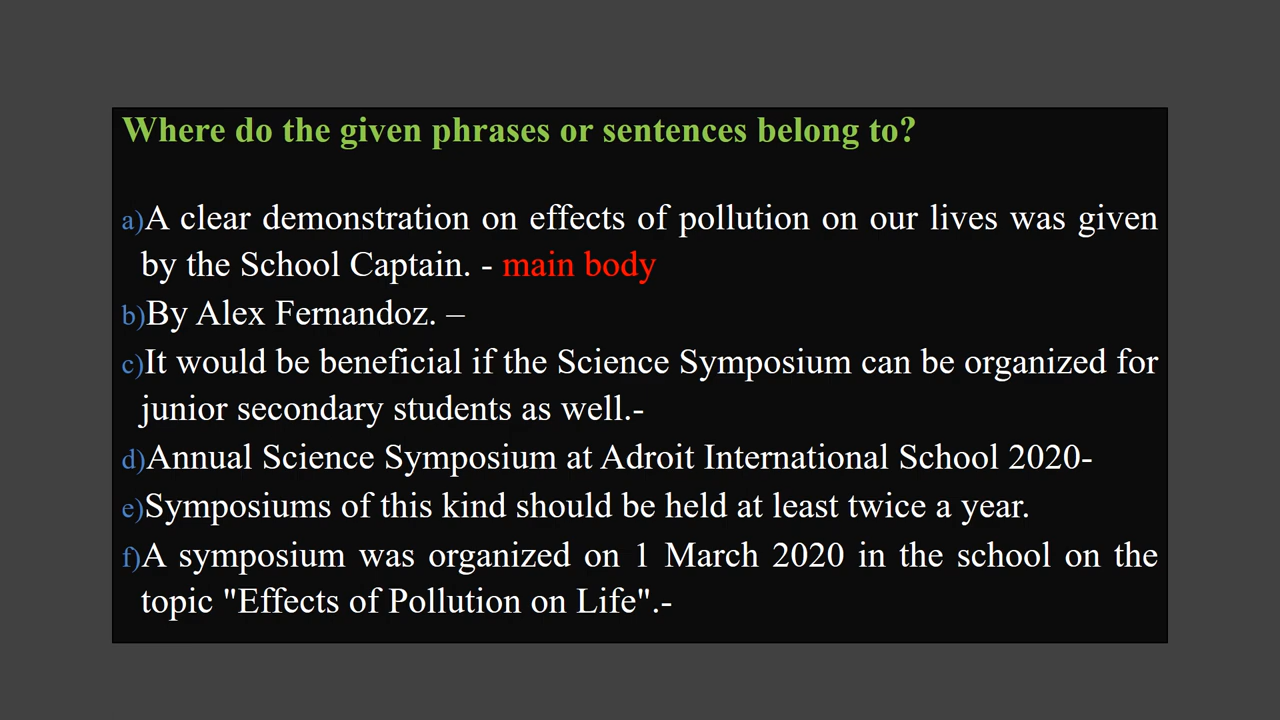 Where do the given phrases or sentences belong to?
a)A clear demonstration on effects of pollution on our lives was given
by the School Captain. - main body
b)By Alex Fernandoz. –
c)It would be beneficial if the Science Symposium can be organized for
junior secondary students as well.-
d)Annual Science Symposium at Adroit International School 2020-
e)Symposiums of this kind should be held at least twice a year.
f)A symposium was organized on 1 March 2020 in the school on the
topic "Effects of Pollution on Life".-